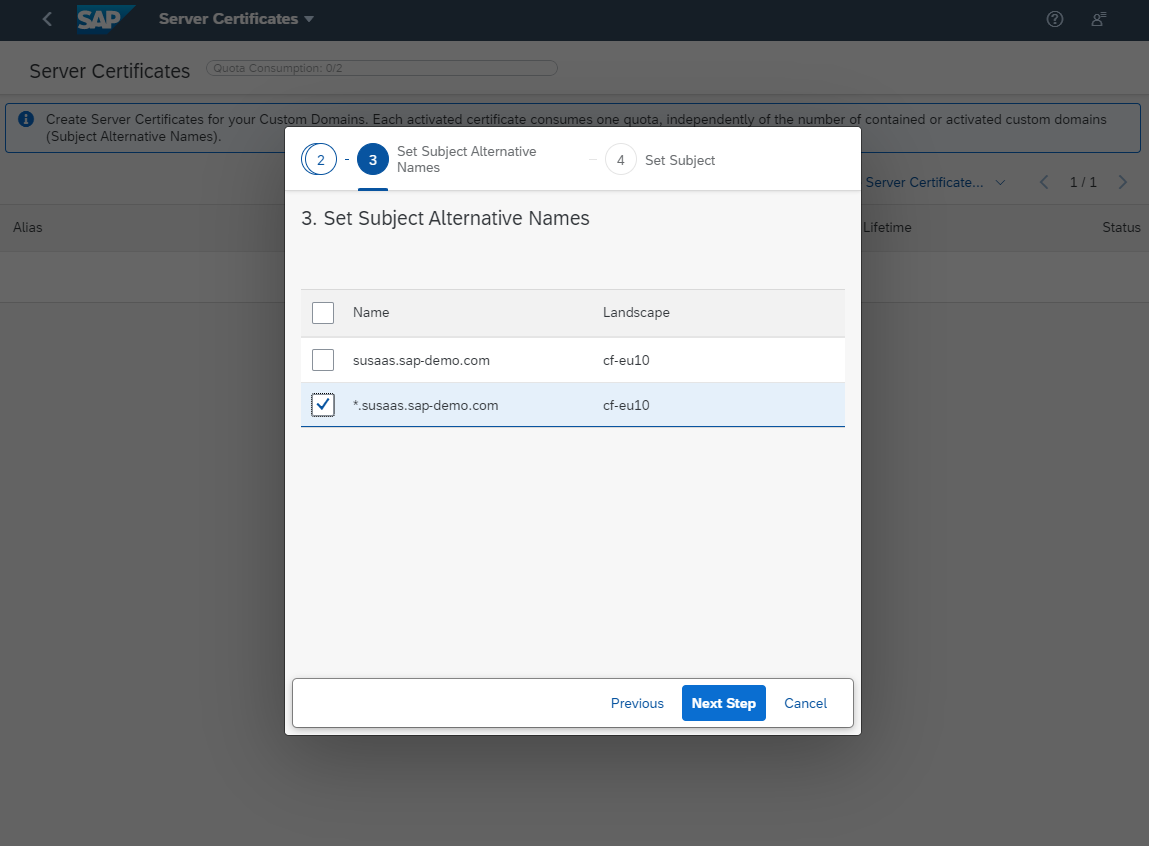 SAP Server Certificates
Server Certificates Quota Consumption: 0/2
Create Server Certificates for your Custom Domains. Each activated certificate consumes one quota, independently of the number of contained or activated custom domains
(Subject Alternative Names).
2 - 3 Set Subject Alternative
Names
4 Set Subject
Server Certificate... 1 / 1
3. Set Subject Alternative Names
Alias Lifetime Status
Name Landscape
susaas.sap-demo.com cf-eu10
*.susaas.sap-demo.com cf-eu10
Previous Next Step Cancel